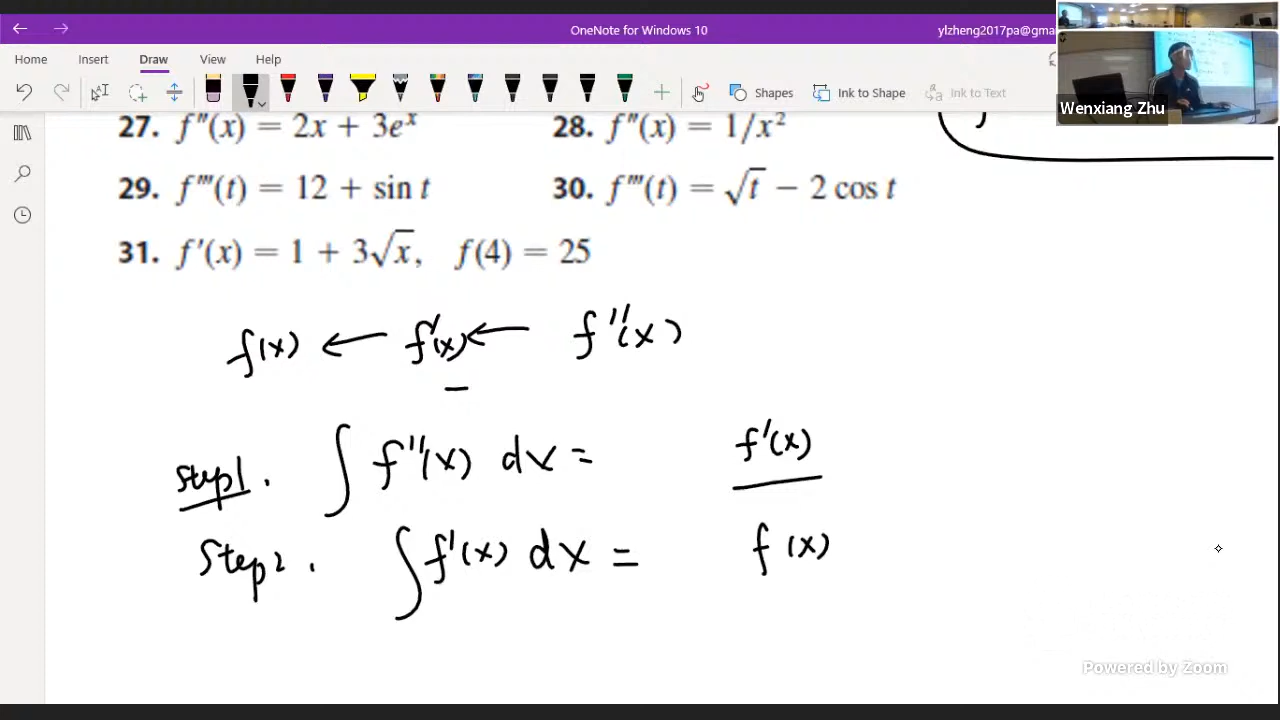 OneNote for Windows 10
ylzheng2017pa@gma
Home Insert Draw View Help
Shapes Ink to Shape Ink to Text
Wenxiang Zhu
27. f″(x) = 2x + 3eˣ 28. f″(x) = 1/x²
29. f‴(t) = 12 + sin t 30. f‴(t) = √t − 2 cos t
31. f′(x) = 1 + 3√x, f(4) = 25
f(x) ← f′(x) ← f″(x)
Step1. ∫ f″(x) dx = f′(x)
Step2. ∫ f′(x) dx = f(x)
Powered by Zoom